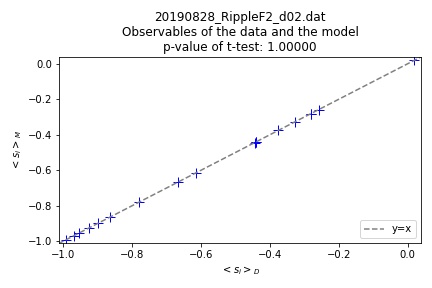 20190828_RippleF2_d02.dat
Observables of the data and the model
p-value of t-test: 1.00000
0.0
−0.2
−0.4
−0.6
−0.8
−1.0
< s_i >_M
y=x
−1.0 −0.8 −0.6 −0.4 −0.2 0.0
< s_i >_D